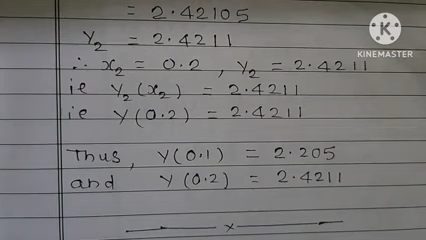 = 2.42105
Y₂ = 2.4211
∴ x₂ = 0.2 , Y₂ = 2.4211
ie Y₂(x₂) = 2.4211
ie Y(0.2) = 2.4211
Thus, Y(0.1) = 2.205
and Y(0.2) = 2.4211
x
KINEMASTER